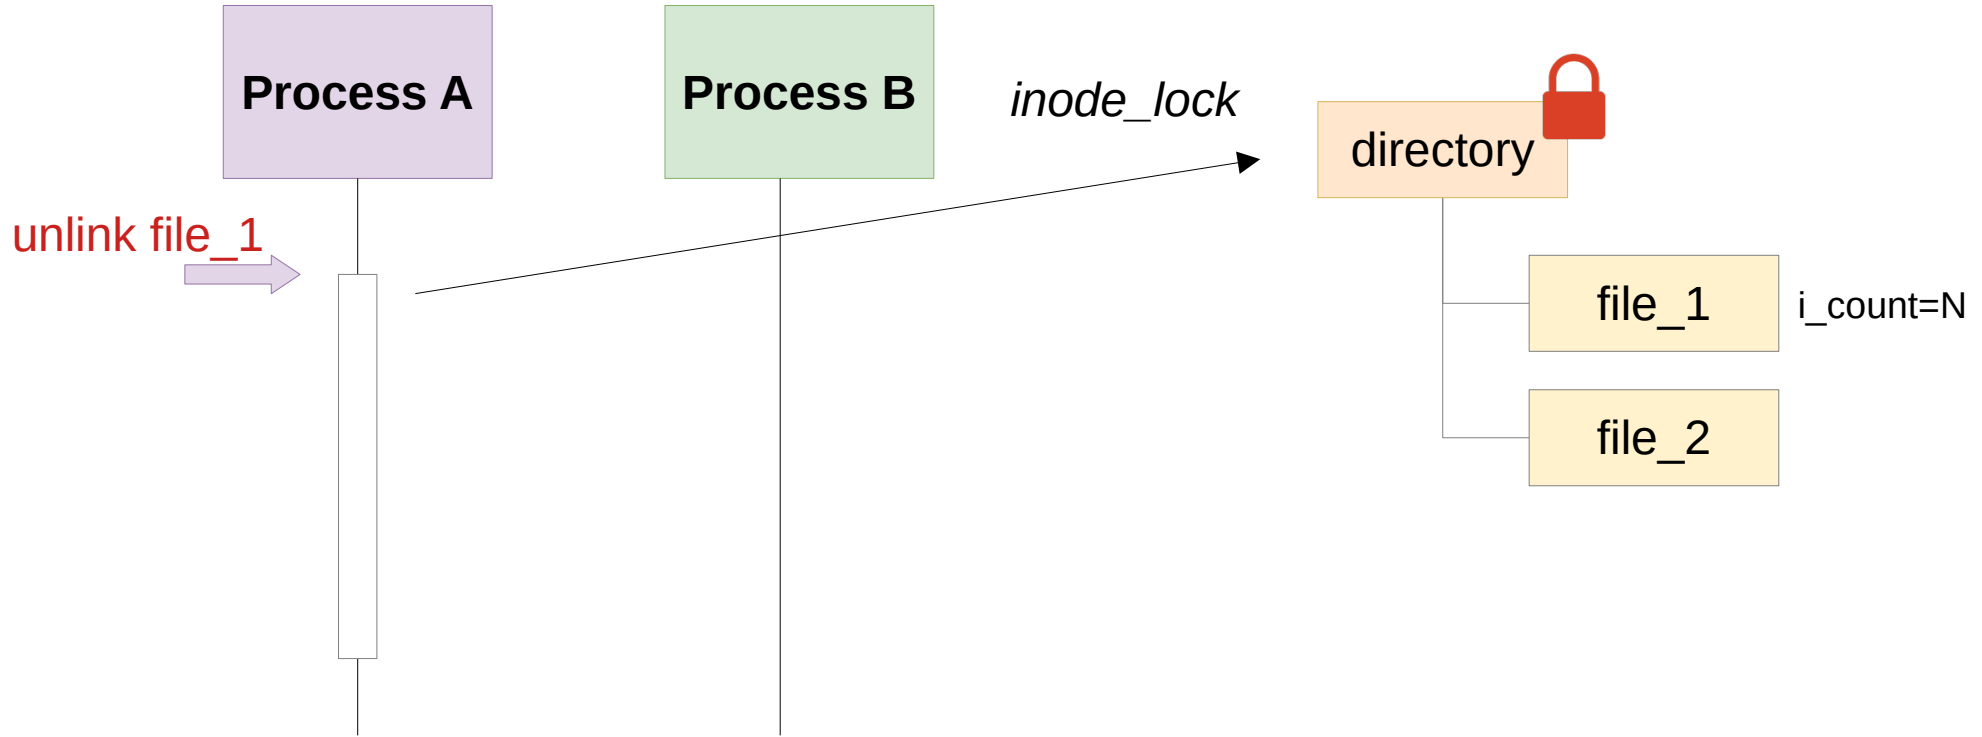 Process A
Process B
inode_lock
directory
unlink file_1
file_1
i_count=N
file_2